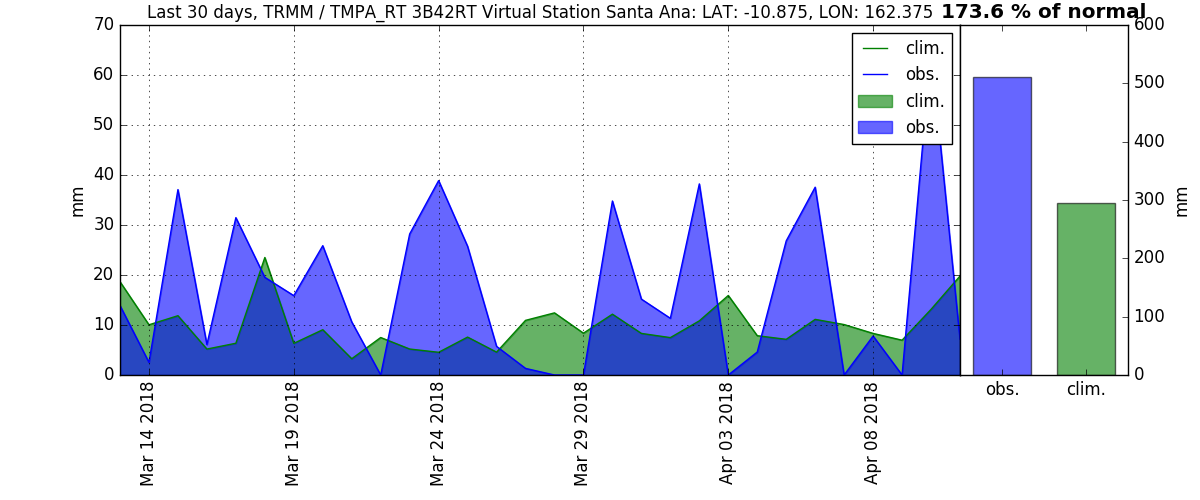 Last 30 days, TRMM / TMPA_RT 3B42RT Virtual Station Santa Ana: LAT: -10.875, LON: 162.375 173.6 % of normal
70
60
50
40
30
20
10
0
mm
clim.
obs.
clim.
obs.
Mar 14 2018
Mar 19 2018
Mar 24 2018
Mar 29 2018
Apr 03 2018
Apr 08 2018
600
500
400
300
200
100
0
mm
obs.
clim.